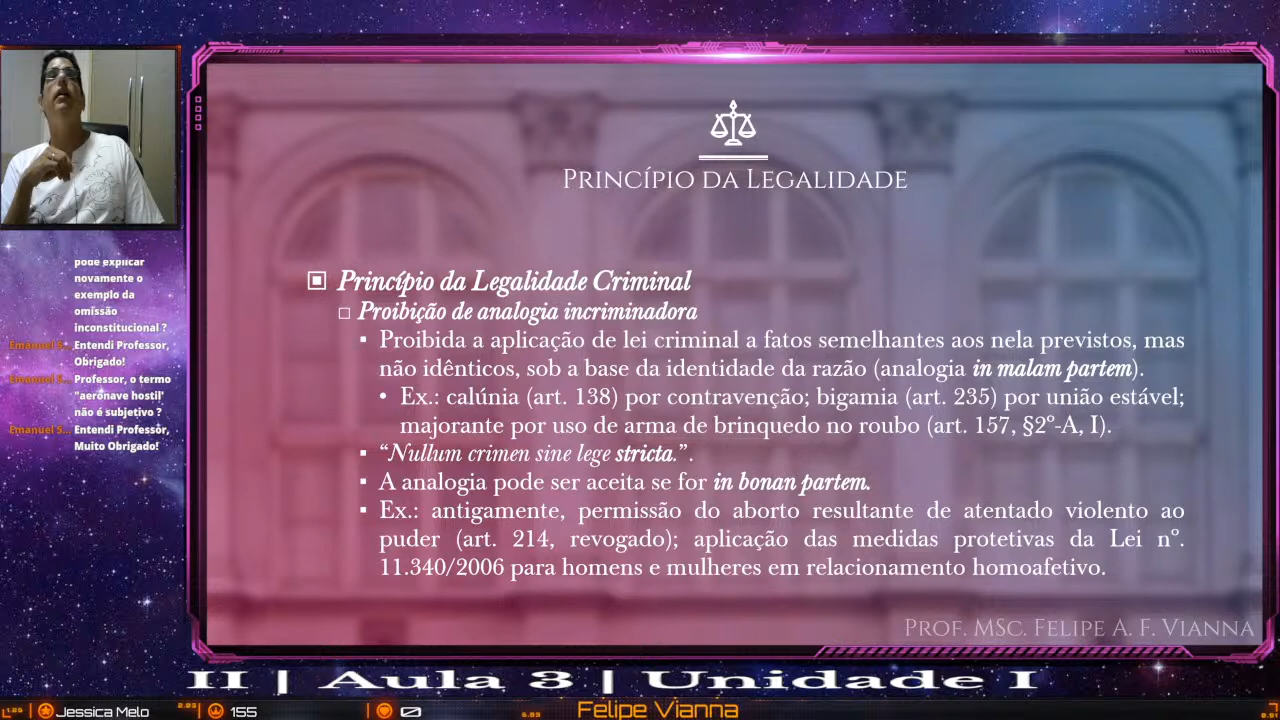 PRINCÍPIO DA LEGALIDADE
Princípio da Legalidade Criminal
Proibição de analogia incriminadora
Proibida a aplicação de lei criminal a fatos semelhantes aos nela previstos, mas
não idênticos, sob a base da identidade da razão (analogia in malam partem).
Ex.: calúnia (art. 138) por contravenção; bigamia (art. 235) por união estável;
majorante por uso de arma de brinquedo no roubo (art. 157, §2º-A, I).
“Nullum crimen sine lege stricta.”.
A analogia pode ser aceita se for in bonan partem.
Ex.: antigamente, permissão do aborto resultante de atentado violento ao
puder (art. 214, revogado); aplicação das medidas protetivas da Lei nº.
11.340/2006 para homens e mulheres em relacionamento homoafetivo.
PROF. MSC. FELIPE A. F. VIANNA
pode explicar
novamente o
exemplo da
omissão
inconstitucional ?
Emanuel S... Entendi Professor,
Obrigado!
Emanuel S... Professor, o termo
"aeronave hostil"
não é subjetivo ?
Emanuel S... Entendi Professor,
Muito Obrigado!
II | Aula 3 | Unidade I
Jessica Melo 155 0 Felipe Vianna